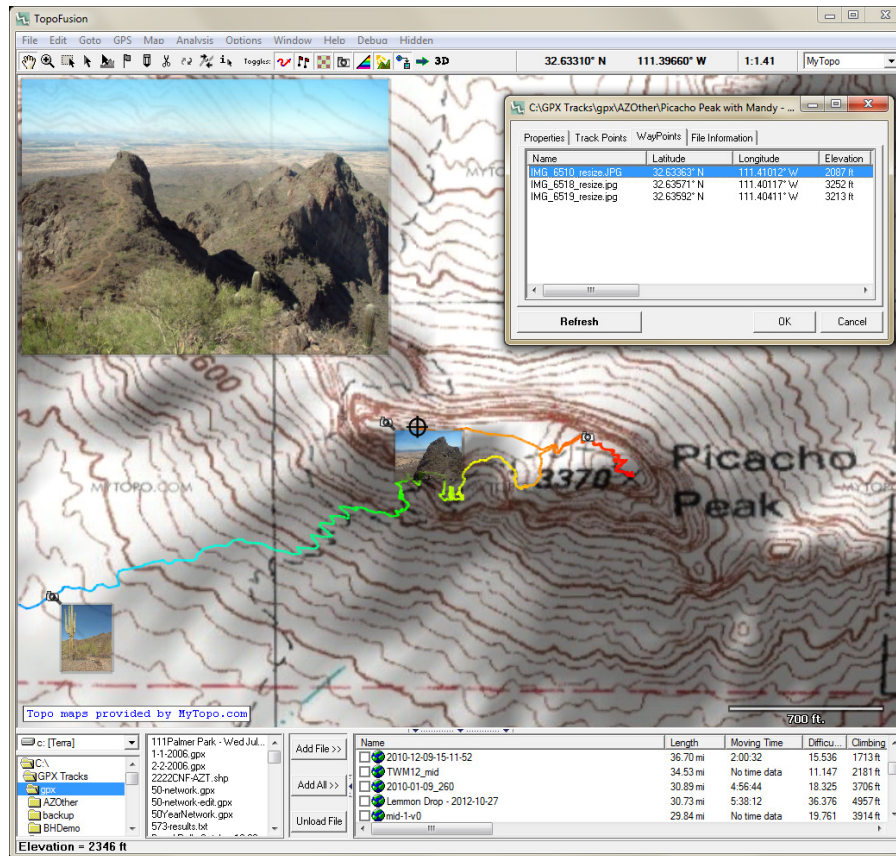 TopoFusion
File Edit Goto GPS Map Analysis Options Window Help Debug Hidden
Toggles: 3D 32.63310° N 111.39660° W 1:1.41 MyTopo
C:\GPX Tracks\gpx\AZOther\Picacho Peak with Mandy - ...
Properties Track Points WayPoints File Information
Name Latitude Longitude Elevation
IMG_6510_resize.JPG 32.63363° N 111.41012° W 2087 ft
IMG_6518_resize.jpg 32.63571° N 111.40117° W 3252 ft
IMG_6519_resize.jpg 32.63592° N 111.40411° W 3213 ft
Refresh OK Cancel
600
MYTOPO.COM
3370
Picacho
Peak
Topo maps provided by MyTopo.com
700 ft.
c: [Terra]
C:\
GPX Tracks
gpx
AZOther
backup
BHDemo
111Palmer Park - Wed Jul...
1-1-2006.gpx
2-2-2006.gpx
2222CNF-AZT.shp
50-network.gpx
50-network-edit.gpx
50YearNetwork.gpx
573-results.txt
Add File >>
Add All >>
Unload File
Name Length Moving Time Difficu... Climbing
2010-12-09-15-11-52 36.70 mi 2:00:32 15.536 1713 ft
TWM12_mid 34.53 mi No time data 11.147 2181 ft
2010-01-09_260 30.89 mi 4:56:44 18.325 3706 ft
Lemmon Drop - 2012-10-27 30.73 mi 5:38:12 36.376 4957 ft
mid-1-v0 29.84 mi No time data 19.761 3914 ft
Elevation = 2346 ft